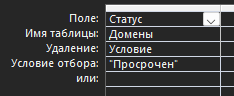 Поле: Статус
Имя таблицы: Домены
Удаление: Условие
Условие отбора: "Просрочен"
или: